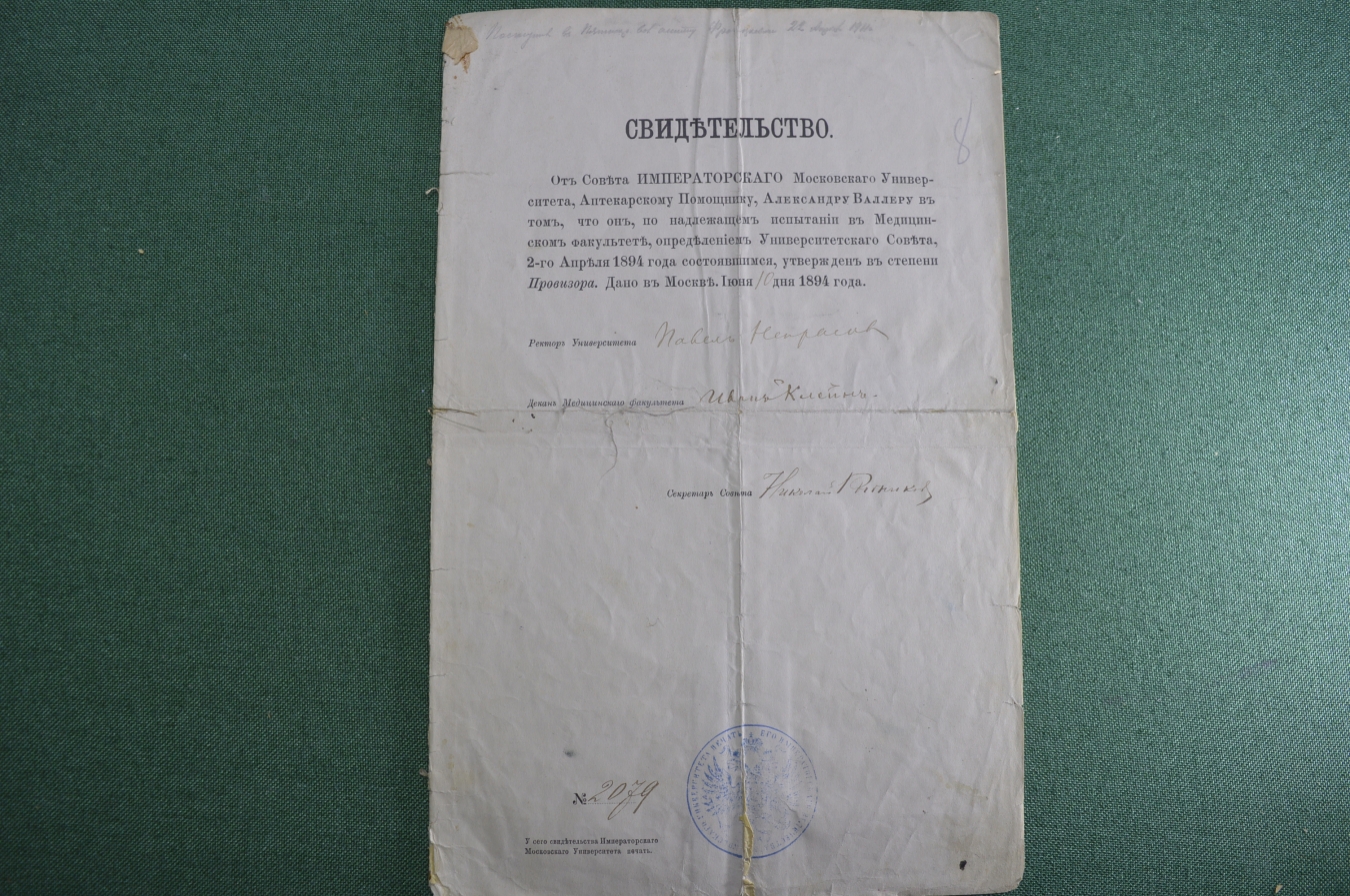 8
СВИДѢТЕЛЬСТВО.
Отъ Совѣта ИМПЕРАТОРСКАГО Московскаго Универ-
ситета, Аптекарскому Помощнику, Александру Валлеру въ
томъ, что онъ, по надлежащемъ испытаніи въ Медицин-
скомъ факультетѣ, опредѣленіемъ Университетскаго Совѣта,
2-го Апрѣля 1894 года состоявшимся, утвержденъ въ степени
Провизора. Дано въ Москвѣ. Іюня 10 дня 1894 года.
Ректоръ Университета Павелъ Некрасов
Деканъ Медицинскаго факультета Иванъ Клейнъ.
Секретарь Совѣта Николай
№ 2079
У сего свидѣтельства Императорскаго
Московскаго Университета печать.